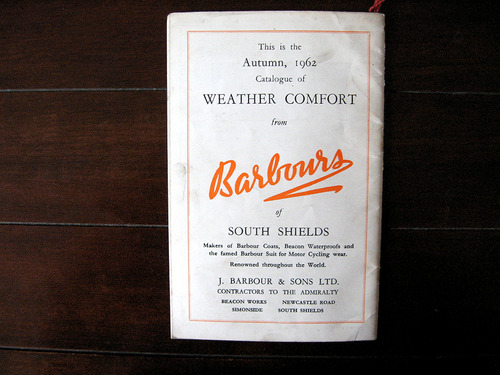 This is the
Autumn, 1962
Catalogue of
WEATHER COMFORT
from
Barbours
of
SOUTH SHIELDS
Makers of Barbour Coats, Beacon Waterproofs and
the famed Barbour Suit for Motor Cycling wear.
Renowned throughout the World.
J. BARBOUR & SONS LTD.
CONTRACTORS TO THE ADMIRALTY
BEACON WORKS NEWCASTLE ROAD
SIMONSIDE SOUTH SHIELDS